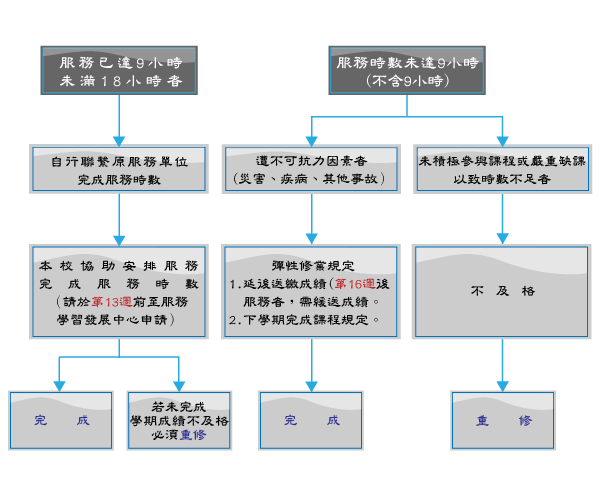 服務已達9小時
未滿18小時者
服務時數未達9小時
(不含9小時)
自行聯繫原服務單位
完成服務時數
遭不可抗力因素者
(災害、疾病、其他事故)
未積極參與課程或嚴重缺課
以致時數不足者
本校協助安排服務
完成服務時數
(請於第13週前至服務
學習發展中心申請)
彈性修業規定
1.延後送繳成績(第16週後
服務者,需緩送成績。
2.下學期完成課程規定。
不及格
完 成
若未完成
學期成績不及格
必須重修
完 成
重 修